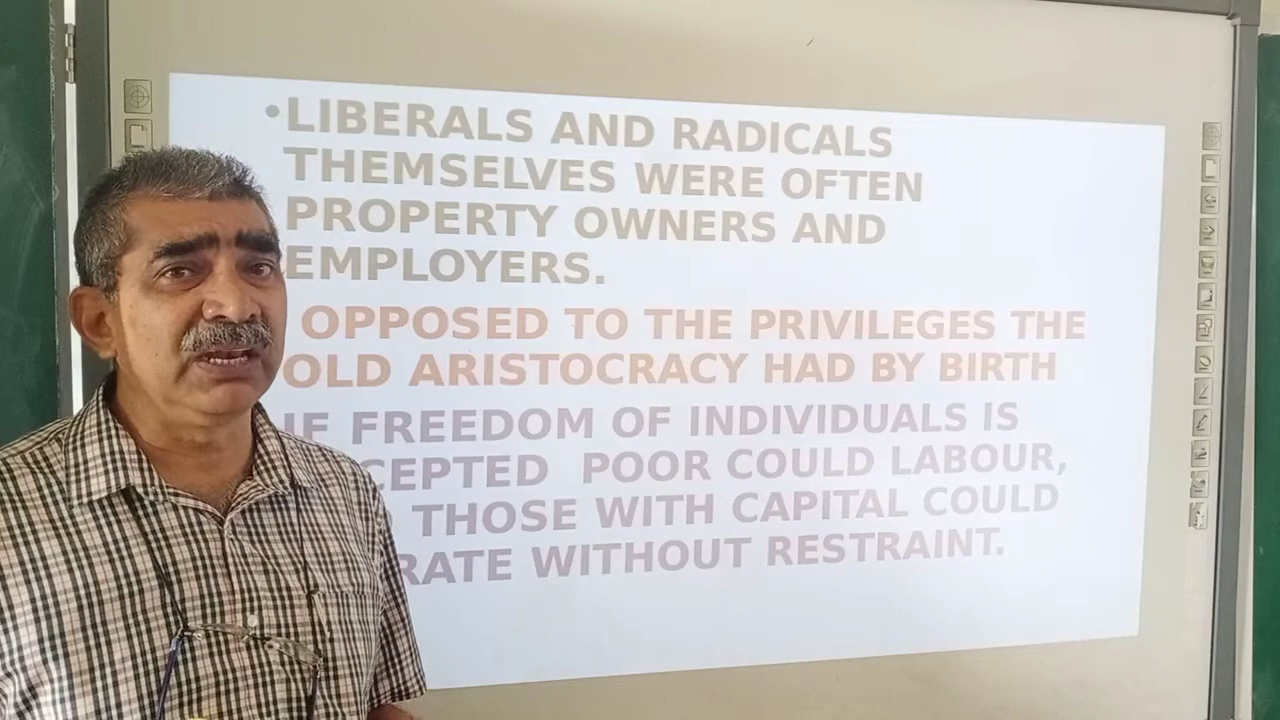 •LIBERALS AND RADICALS
THEMSELVES WERE OFTEN
PROPERTY OWNERS AND
EMPLOYERS.
OPPOSED TO THE PRIVILEGES THE
OLD ARISTOCRACY HAD BY BIRTH
IF FREEDOM OF INDIVIDUALS IS
CEPTED POOR COULD LABOUR,
THOSE WITH CAPITAL COULD
RATE WITHOUT RESTRAINT.